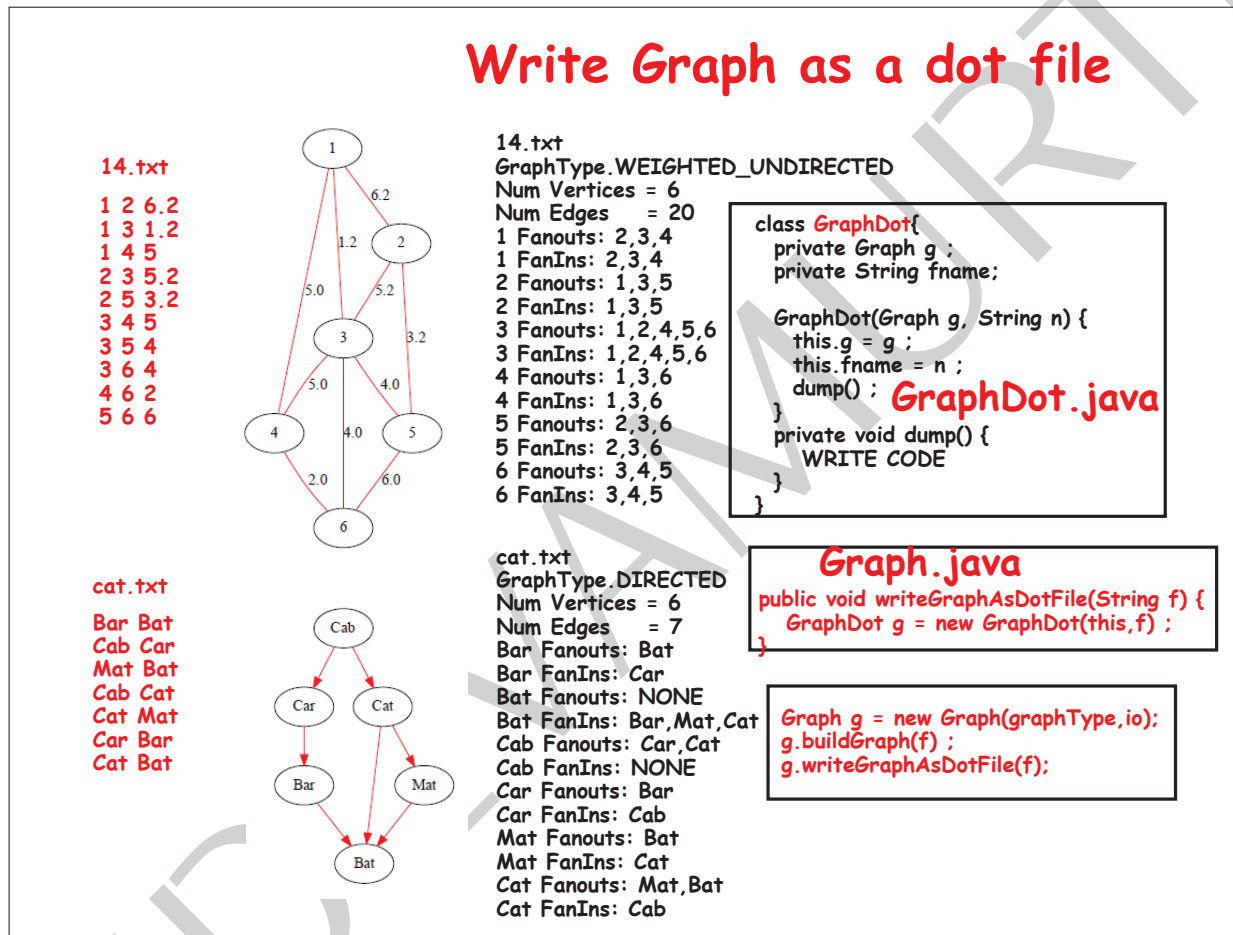 Write Graph as a dot file
14.txt
1 2 6.2
1 3 1.2
1 4 5
2 3 5.2
2 5 3.2
3 4 5
3 5 4
3 6 4
4 6 2
5 6 6
1
6.2
1.2
2
5.0
5.2
3
3.2
5.0
4.0
4
4.0
5
2.0
6.0
6
14.txt
GraphType.WEIGHTED_UNDIRECTED
Num Vertices = 6
Num Edges = 20
1 Fanouts: 2,3,4
1 FanIns: 2,3,4
2 Fanouts: 1,3,5
2 FanIns: 1,3,5
3 Fanouts: 1,2,4,5,6
3 FanIns: 1,2,4,5,6
4 Fanouts: 1,3,6
4 FanIns: 1,3,6
5 Fanouts: 2,3,6
5 FanIns: 2,3,6
6 Fanouts: 3,4,5
6 FanIns: 3,4,5
class GraphDot{
private Graph g ;
private String fname;
GraphDot(Graph g, String n) {
this.g = g ;
this.fname = n ;
dump() ;
}
GraphDot.java
private void dump() {
WRITE CODE
}
}
cat.txt
Bar Bat
Cab Car
Mat Bat
Cab Cat
Cat Mat
Car Bar
Cat Bat
Cab
Car
Cat
Bar
Mat
Bat
cat.txt
GraphType.DIRECTED
Num Vertices = 6
Num Edges = 7
Bar Fanouts: Bat
Bar FanIns: Car
Bat Fanouts: NONE
Bat FanIns: Bar,Mat,Cat
Cab Fanouts: Car,Cat
Cab FanIns: NONE
Car Fanouts: Bar
Car FanIns: Cab
Mat Fanouts: Bat
Mat FanIns: Cat
Cat Fanouts: Mat,Bat
Cat FanIns: Cab
Graph.java
public void writeGraphAsDotFile(String f) {
GraphDot g = new GraphDot(this,f) ;
}
Graph g = new Graph(graphType,io);
g.buildGraph(f) ;
g.writeGraphAsDotFile(f);